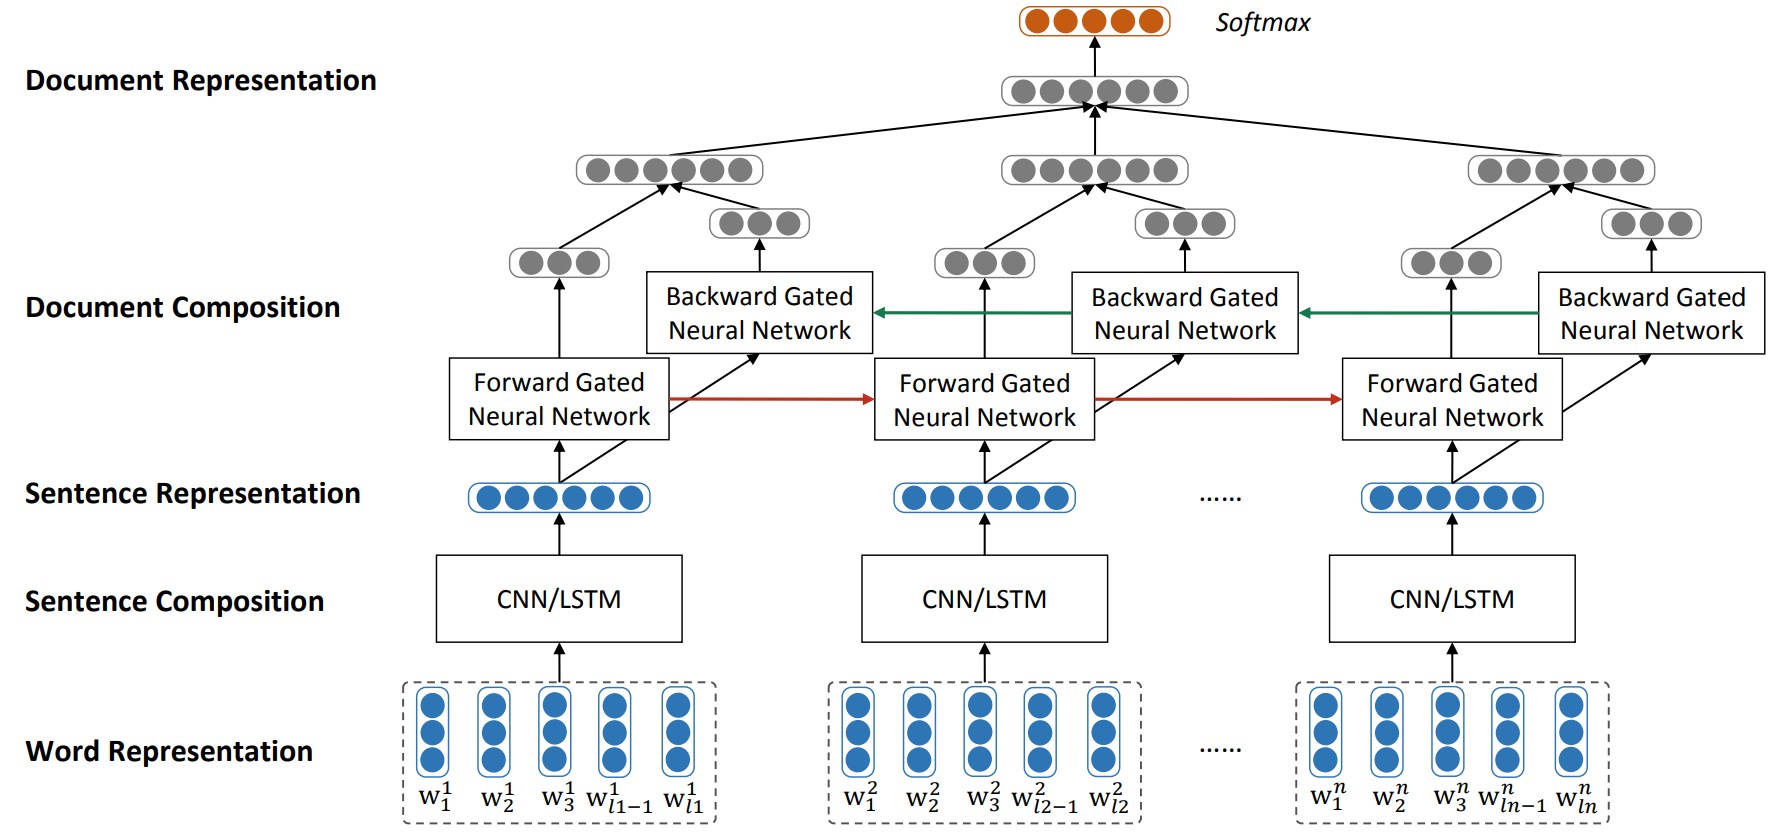 Softmax
Document Representation
Document Composition
Backward Gated
Neural Network
Backward Gated
Neural Network
Backward Gated
Neural Network
Forward Gated
Neural Network
Forward Gated
Neural Network
Forward Gated
Neural Network
Sentence Representation
......
Sentence Composition
CNN/LSTM
CNN/LSTM
CNN/LSTM
Word Representation
......
w_1^1 w_2^1 w_3^1 w_{l1-1}^1 w_{l1}^1
w_1^2 w_2^2 w_3^2 w_{l2-1}^2 w_{l2}^2
w_1^n w_2^n w_3^n w_{ln-1}^n w_{ln}^n